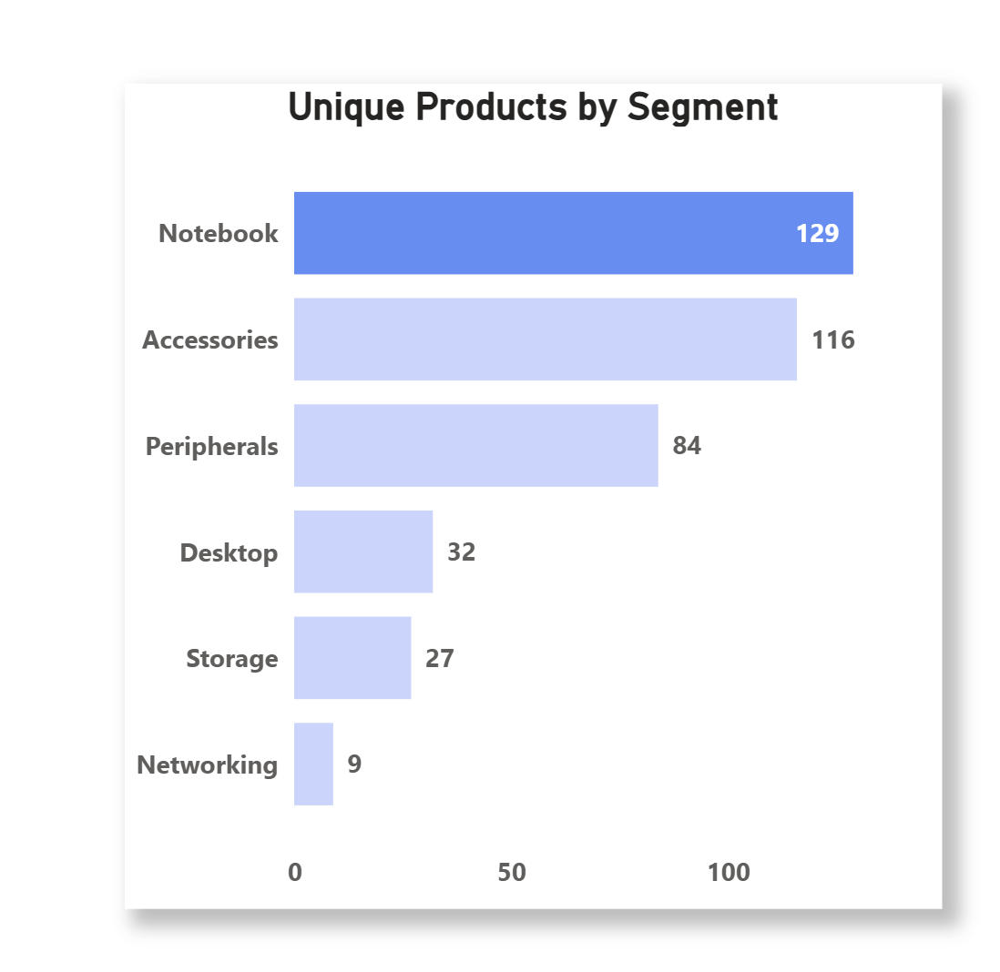 Unique Products by Segment
Notebook 129
Accessories 116
Peripherals 84
Desktop 32
Storage 27
Networking 9
0 50 100